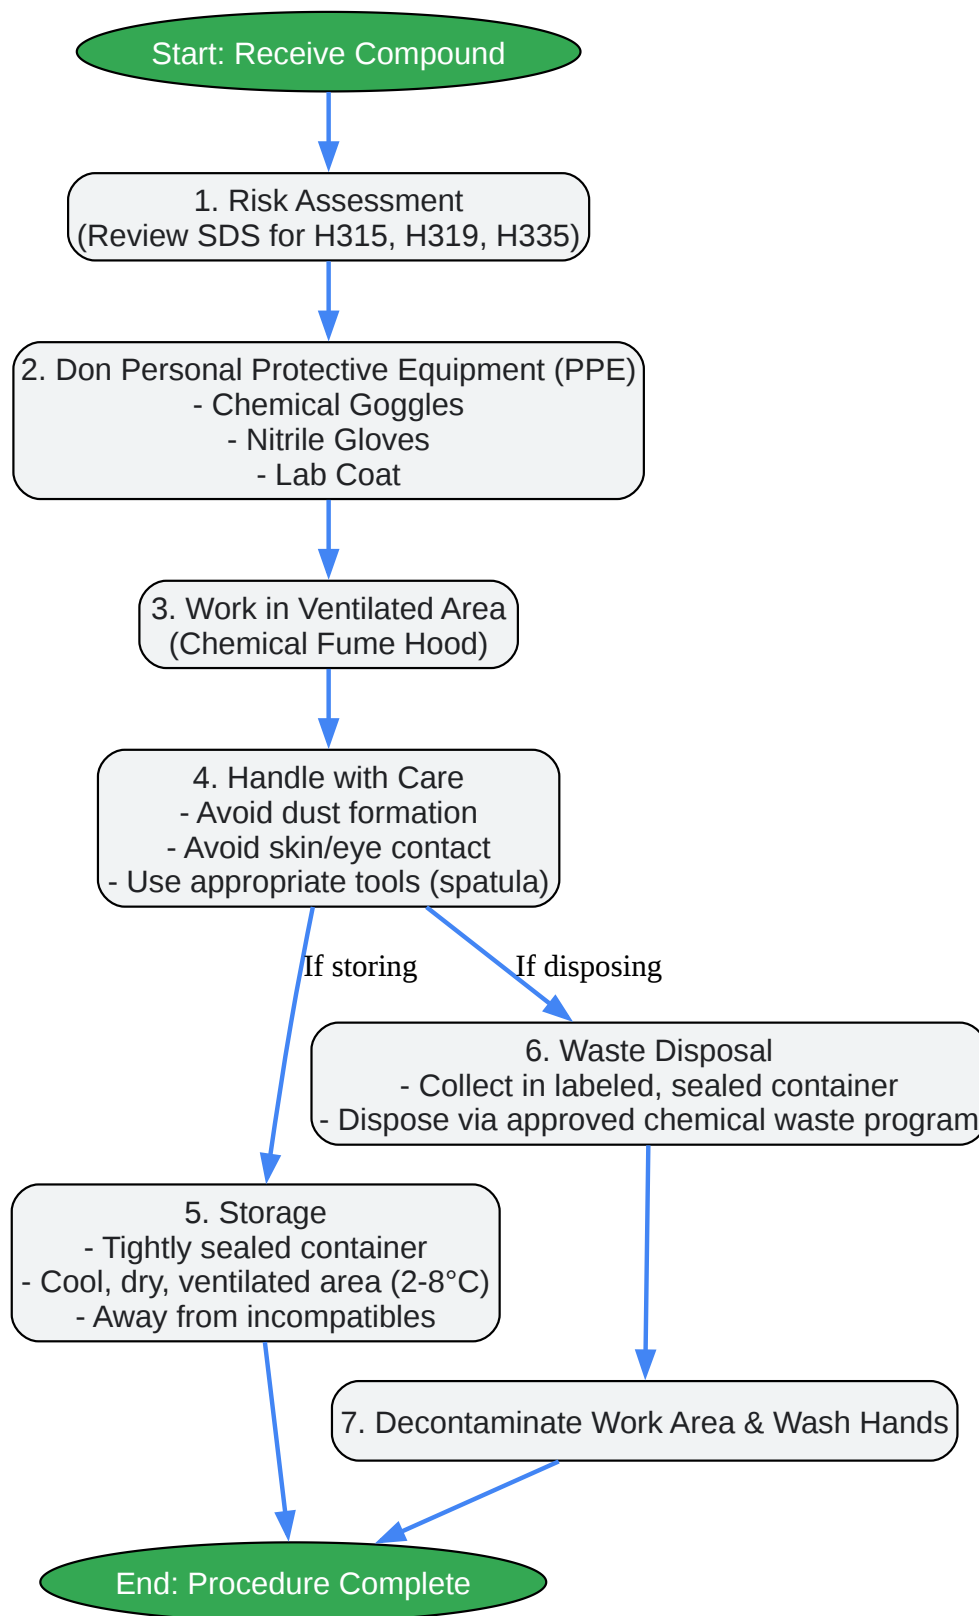 Start: Receive Compound
1. Risk Assessment
(Review SDS for H315, H319, H335)
2. Don Personal Protective Equipment (PPE)
- Chemical Goggles
- Nitrile Gloves
- Lab Coat
3. Work in Ventilated Area
(Chemical Fume Hood)
4. Handle with Care
- Avoid dust formation
- Avoid skin/eye contact
- Use appropriate tools (spatula)
If storing
If disposing
6. Waste Disposal
- Collect in labeled, sealed container
- Dispose via approved chemical waste program
5. Storage
- Tightly sealed container
- Cool, dry, ventilated area (2-8°C)
- Away from incompatibles
7. Decontaminate Work Area & Wash Hands
End: Procedure Complete